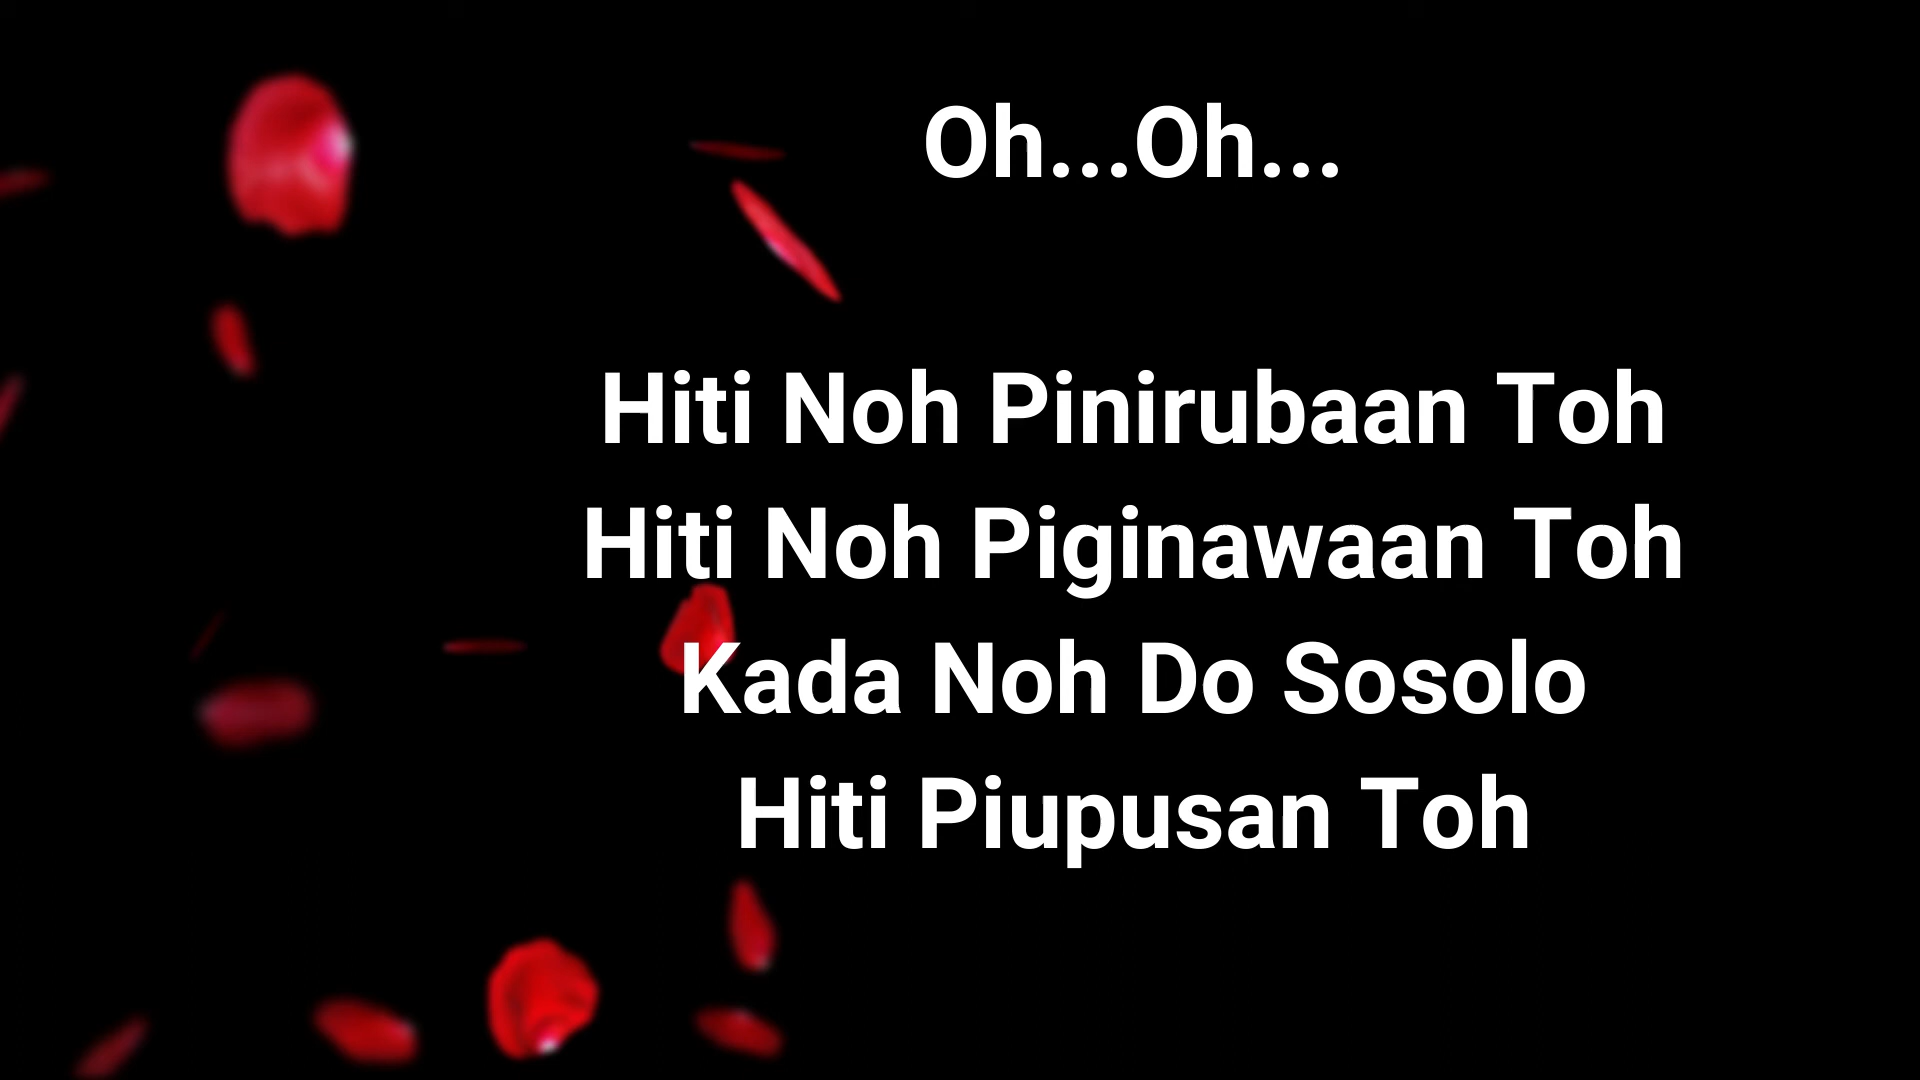 Oh...Oh...
Hiti Noh Pinirubaan Toh
Hiti Noh Piginawaan Toh
Kada Noh Do Sosolo
Hiti Piupusan Toh